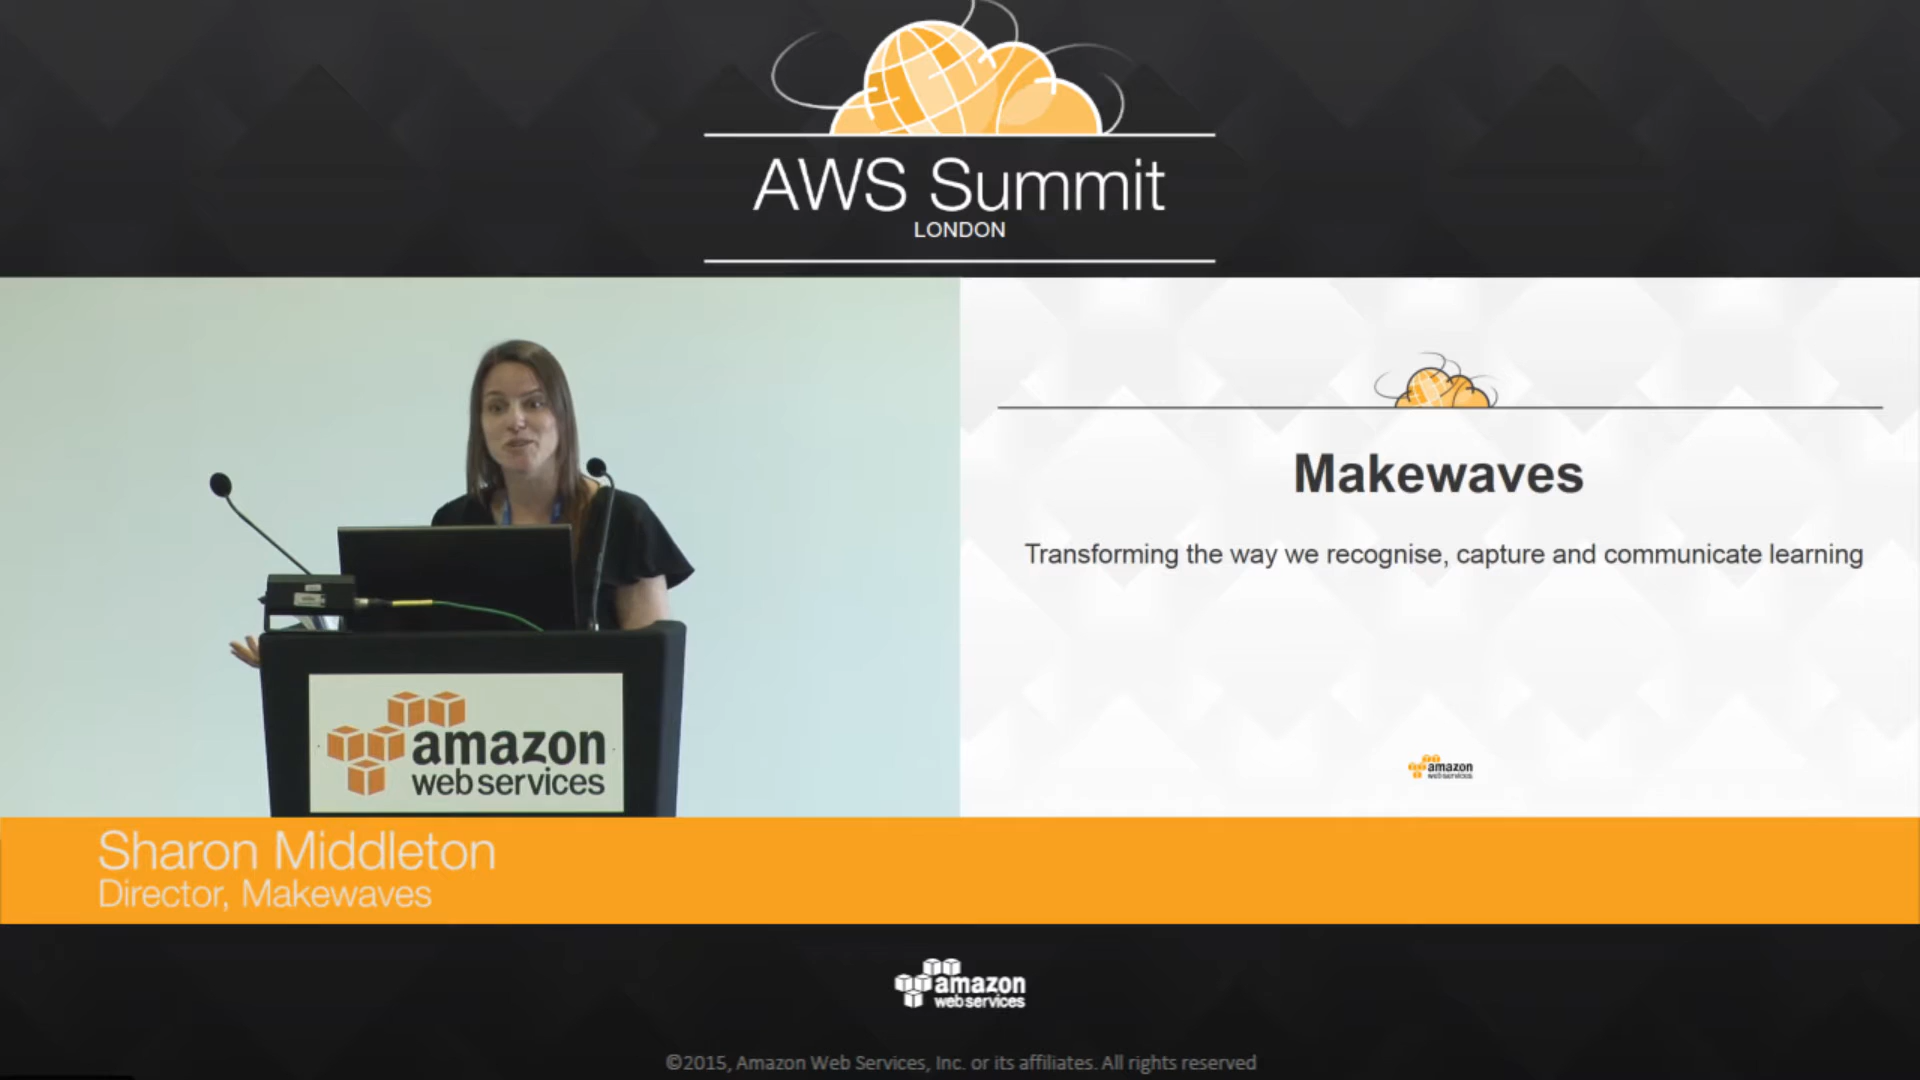 AWS Summit
LONDON
Makewaves
Transforming the way we recognise, capture and communicate learning
amazon
web services
amazon
web services
Sharon Middleton
Director, Makewaves
amazon
web services
©2015, Amazon Web Services, Inc. or its affiliates. All rights reserved